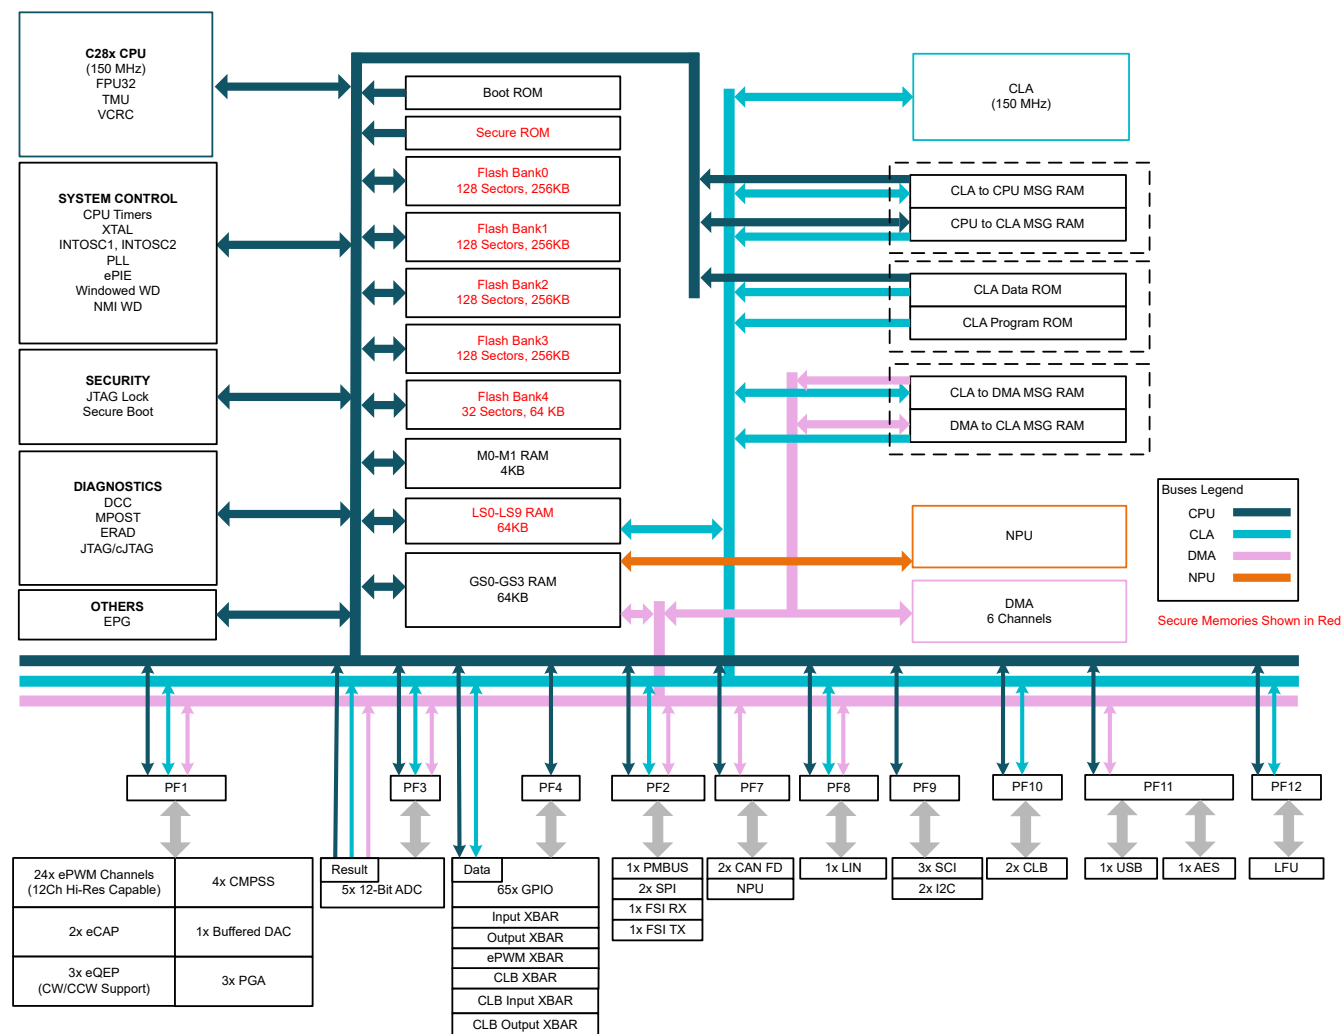 C28x CPU
(150 MHz)
FPU32
TMU
VCRC
SYSTEM CONTROL
CPU Timers
XTAL
INTOSC1, INTOSC2
PLL
ePIE
Windowed WD
NMI WD
SECURITY
JTAG Lock
Secure Boot
DIAGNOSTICS
DCC
MPOST
ERAD
JTAG/cJTAG
OTHERS
EPG
Boot ROM
Secure ROM
Flash Bank0
128 Sectors, 256KB
Flash Bank1
128 Sectors, 256KB
Flash Bank2
128 Sectors, 256KB
Flash Bank3
128 Sectors, 256KB
Flash Bank4
32 Sectors, 64 KB
M0-M1 RAM
4KB
LS0-LS9 RAM
64KB
GS0-GS3 RAM
64KB
CLA
(150 MHz)
CLA to CPU MSG RAM
CPU to CLA MSG RAM
CLA Data ROM
CLA Program ROM
CLA to DMA MSG RAM
DMA to CLA MSG RAM
NPU
DMA
6 Channels
Buses Legend
CPU
CLA
DMA
NPU
Secure Memories Shown in Red
PF1
PF3
PF4
PF2
PF7
PF8
PF9
PF10
PF11
PF12
24x ePWM Channels
(12Ch Hi-Res Capable)
4x CMPSS
2x eCAP
1x Buffered DAC
3x eQEP
(CW/CCW Support)
3x PGA
Result
5x 12-Bit ADC
Data
65x GPIO
Input XBAR
Output XBAR
ePWM XBAR
CLB XBAR
CLB Input XBAR
CLB Output XBAR
1x PMBUS
2x SPI
1x FSI RX
1x FSI TX
2x CAN FD
NPU
1x LIN
3x SCI
2x I2C
2x CLB
1x USB
1x AES
LFU